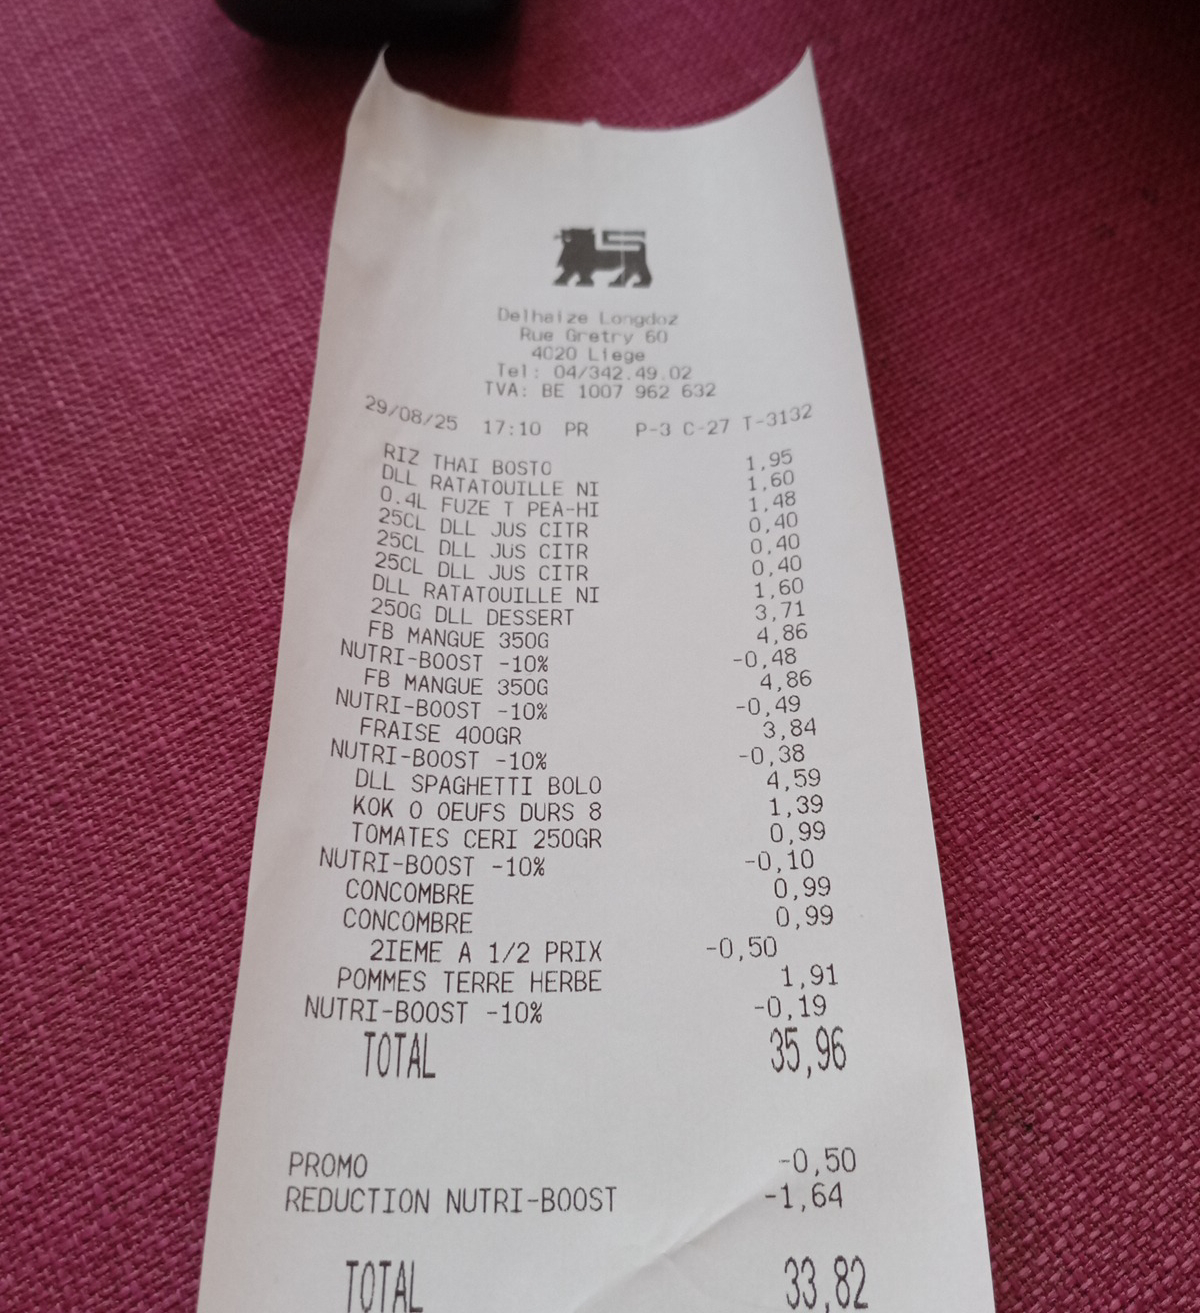 Delhaize Longdoz
Rue Gretry 60
4020 Liege
Tel: 04/342.49.02
TVA: BE 1007 962 632
29/08/25 17:10 PR P-3 C-27 T-3132
RIZ THAI BOSTO 1,95
DLL RATATOUILLE NI 1,60
0.4L FUZE T PEA-HI 1,48
25CL DLL JUS CITR 0,40
25CL DLL JUS CITR 0,40
25CL DLL JUS CITR 0,40
DLL RATATOUILLE NI 1,60
250G DLL DESSERT 3,71
FB MANGUE 350G 4,86
NUTRI-BOOST -10% -0,48
FB MANGUE 350G 4,86
NUTRI-BOOST -10% -0,49
FRAISE 400GR 3,84
NUTRI-BOOST -10% -0,38
DLL SPAGHETTI BOLO 4,59
KOK O OEUFS DURS 8 1,39
TOMATES CERI 250GR 0,99
NUTRI-BOOST -10% -0,10
CONCOMBRE 0,99
CONCOMBRE 0,99
2IEME A 1/2 PRIX -0,50
POMMES TERRE HERBE 1,91
NUTRI-BOOST -10% -0,19
TOTAL 35,96
PROMO -0,50
REDUCTION NUTRI-BOOST -1,64
TOTAL 33,82